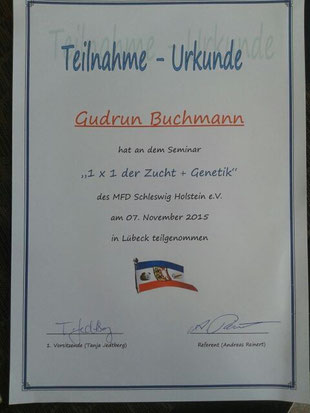 Teilnahme - Urkunde
Gudrun Buchmann
hat an dem Seminar
„1 x 1 der Zucht + Genetik“
des MFD Schleswig Holstein e.V.
am 07. November 2015
in Lübeck teilgenommen
1. Vorsitzende (Tanja Jedtberg) Referent (Andreas Reinert)